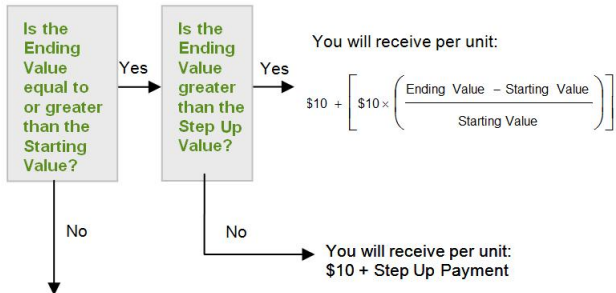 Is the
Ending
Value
equal to
or greater
than the
Starting
Value?
Yes
Is the
Ending
Value
greater
than the
Step Up
Value?
Yes
You will receive per unit:
$10 + [ $10 × ( Ending Value − Starting Value
Starting Value ) ]
No
No
You will receive per unit:
$10 + Step Up Payment